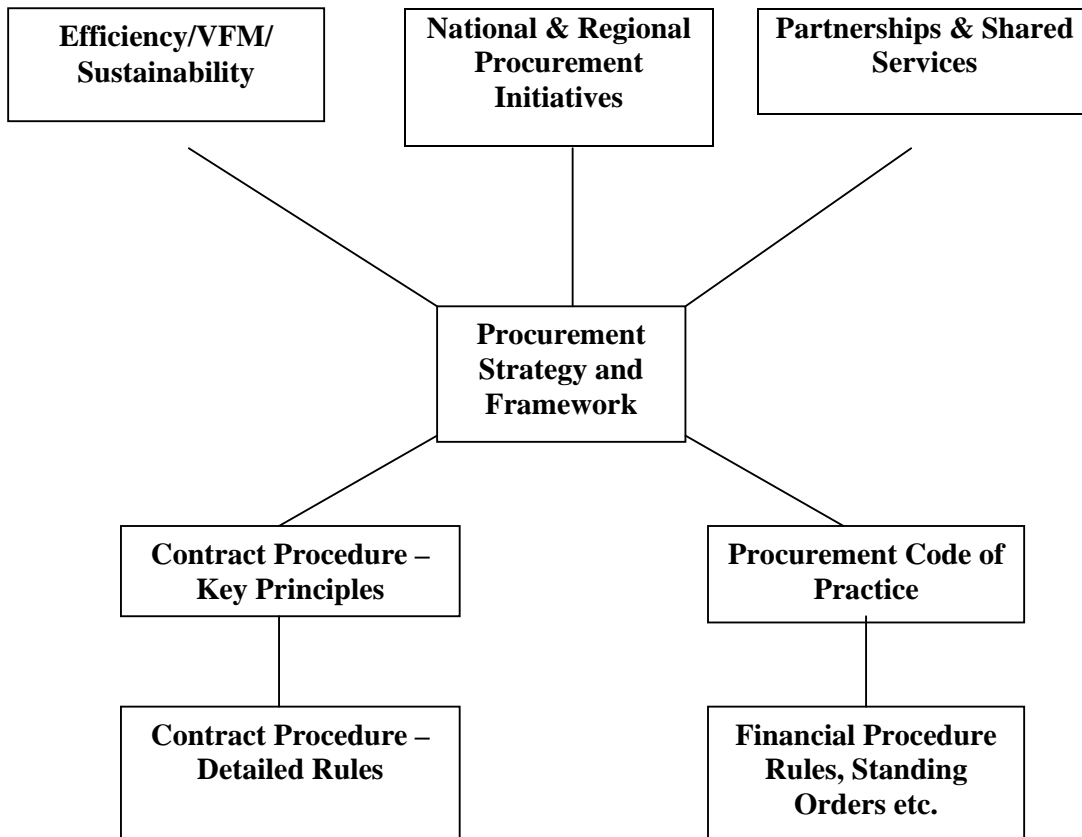 Efficiency/VFM/
Sustainability
National & Regional
Procurement
Initiatives
Partnerships & Shared
Services
Procurement
Strategy and
Framework
Contract Procedure –
Key Principles
Procurement Code of
Practice
Contract Procedure –
Detailed Rules
Financial Procedure
Rules, Standing
Orders etc.